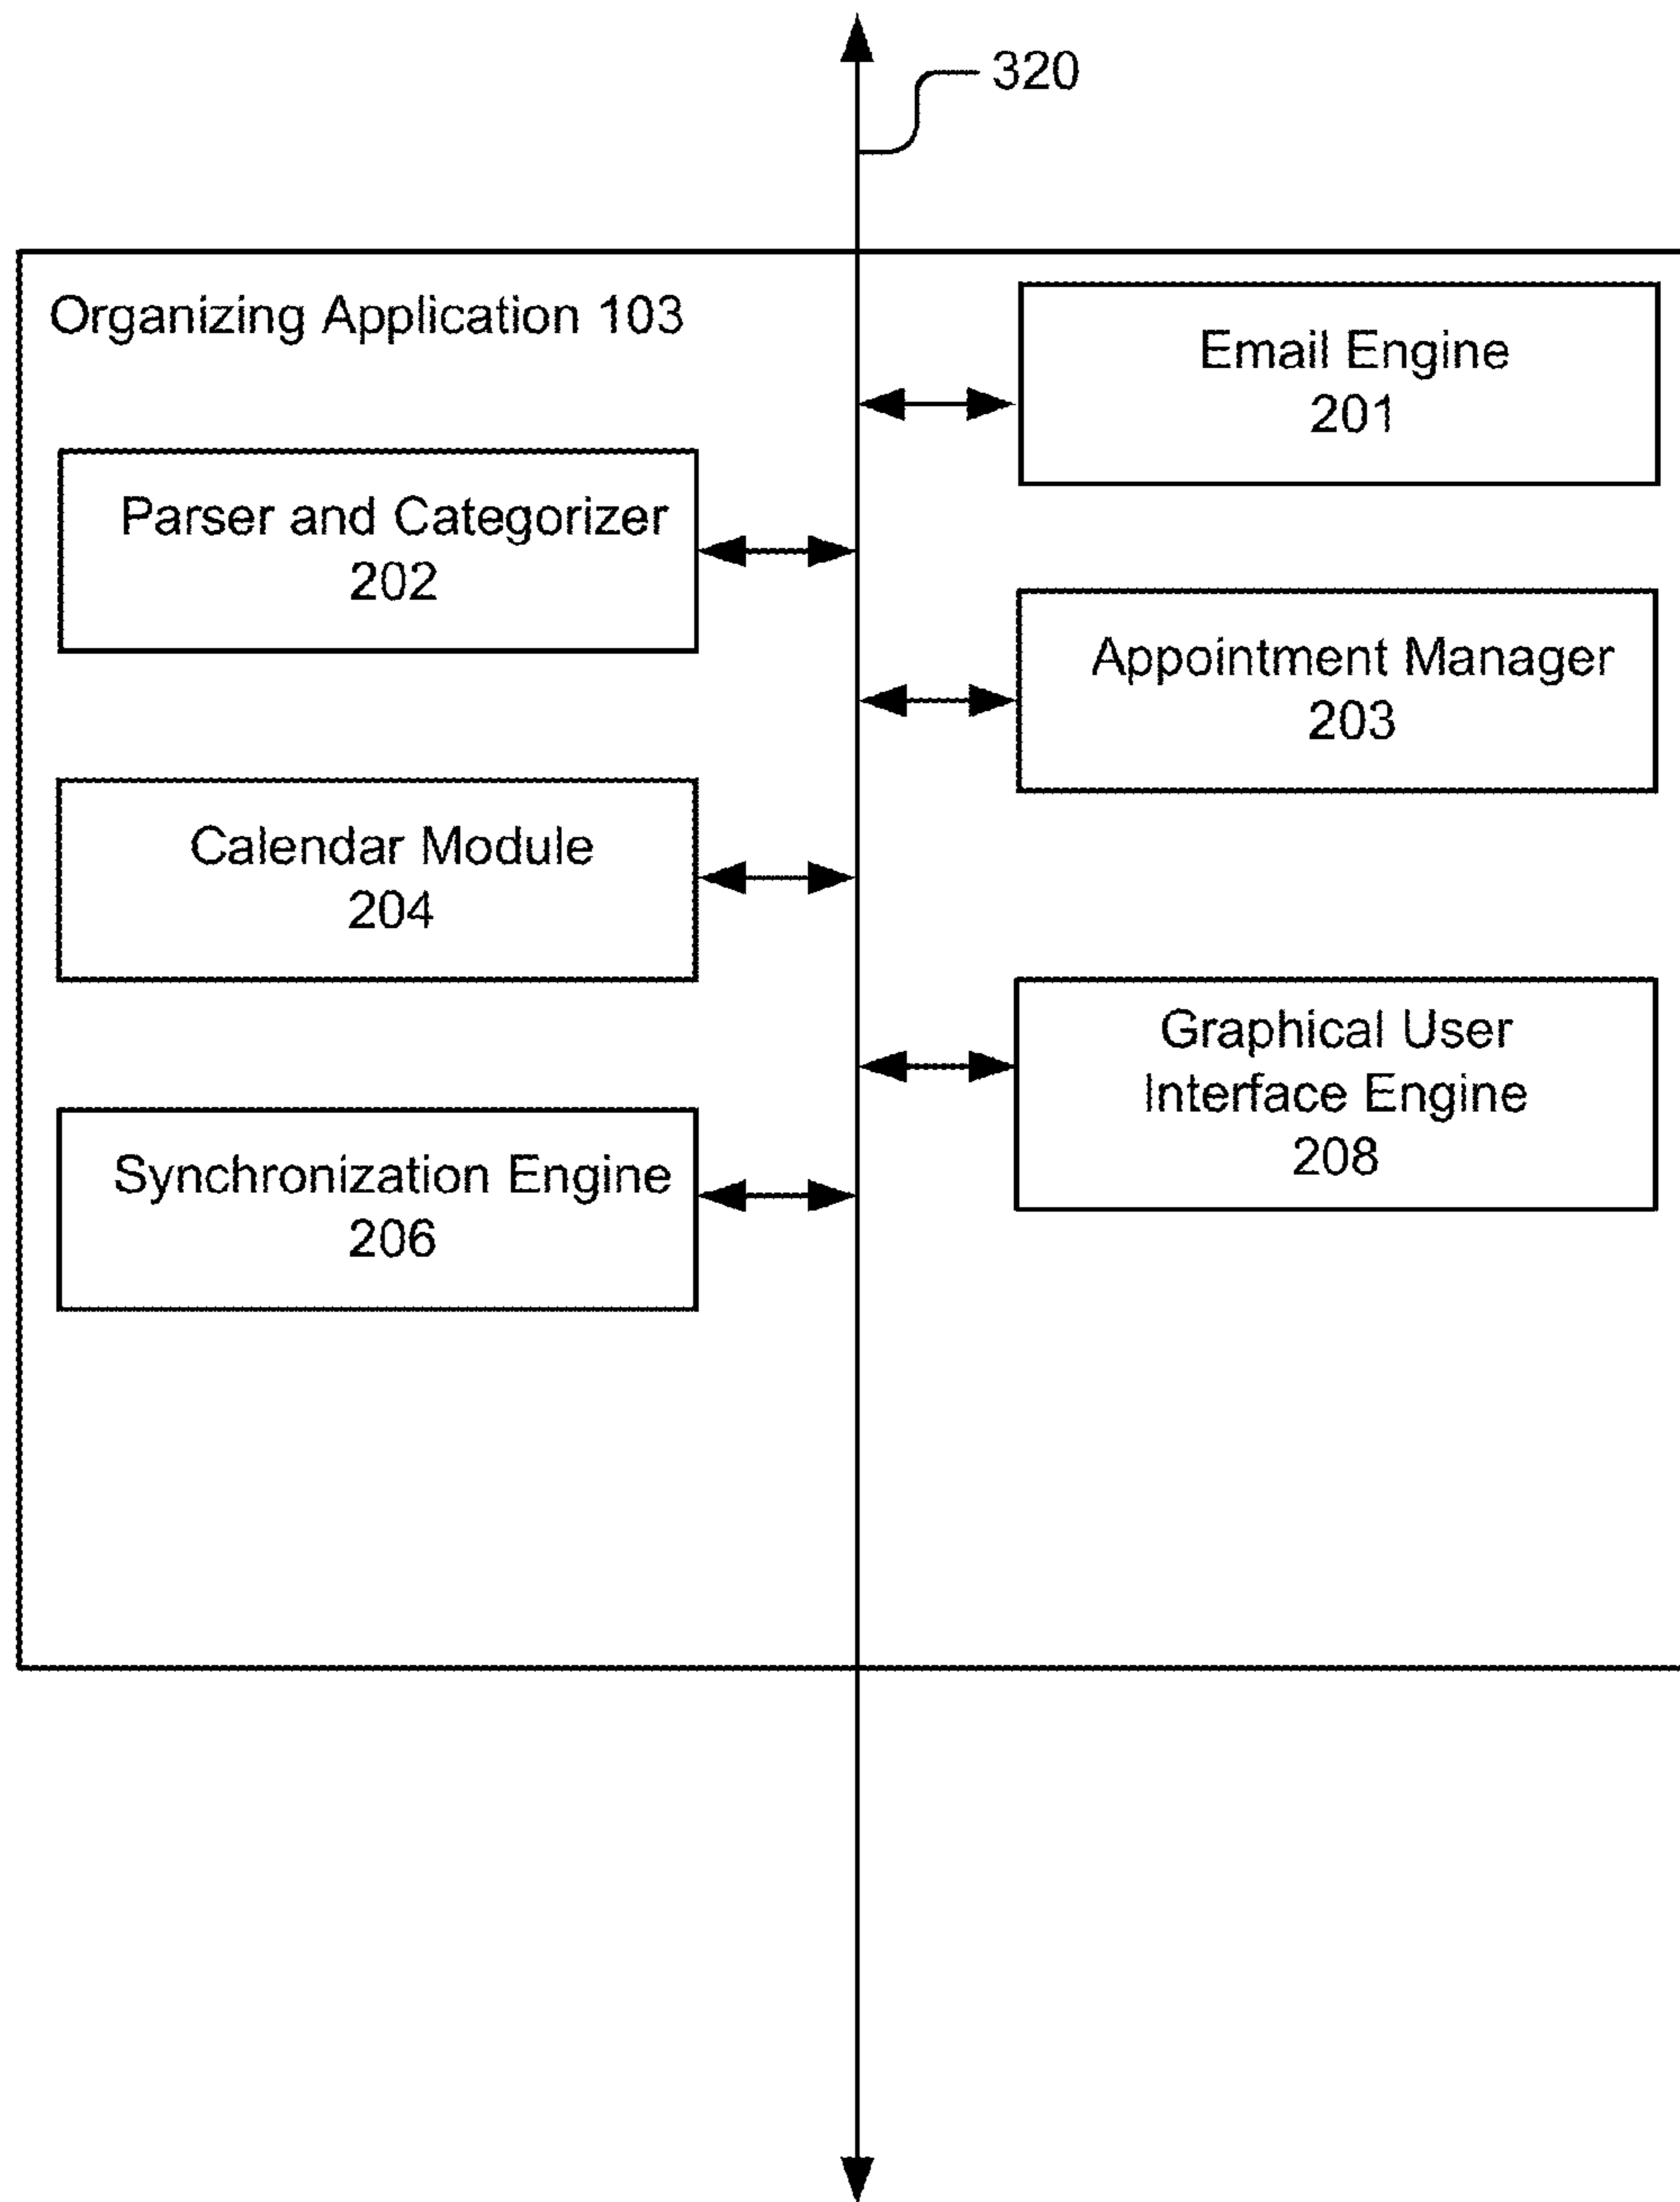 320
Organizing Application 103
Email Engine
201
Parser and Categorizer
202
Appointment Manager
203
Calendar Module
204
Graphical User
Interface Engine
208
Synchronization Engine
206